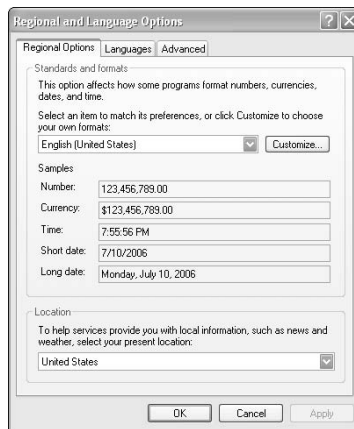 Regional and Language Options
Regional Options Languages Advanced
Standards and formats
This option affects how some programs format numbers, currencies,
dates, and time.
Select an item to match its preferences, or click Customize to choose
your own formats:
English (United States) Customize...
Samples
Number: 123,456,789.00
Currency: $123,456,789.00
Time: 7:55:56 PM
Short date: 7/10/2006
Long date: Monday, July 10, 2006
Location
To help services provide you with local information, such as news and
weather, select your present location:
United States
OK Cancel Apply